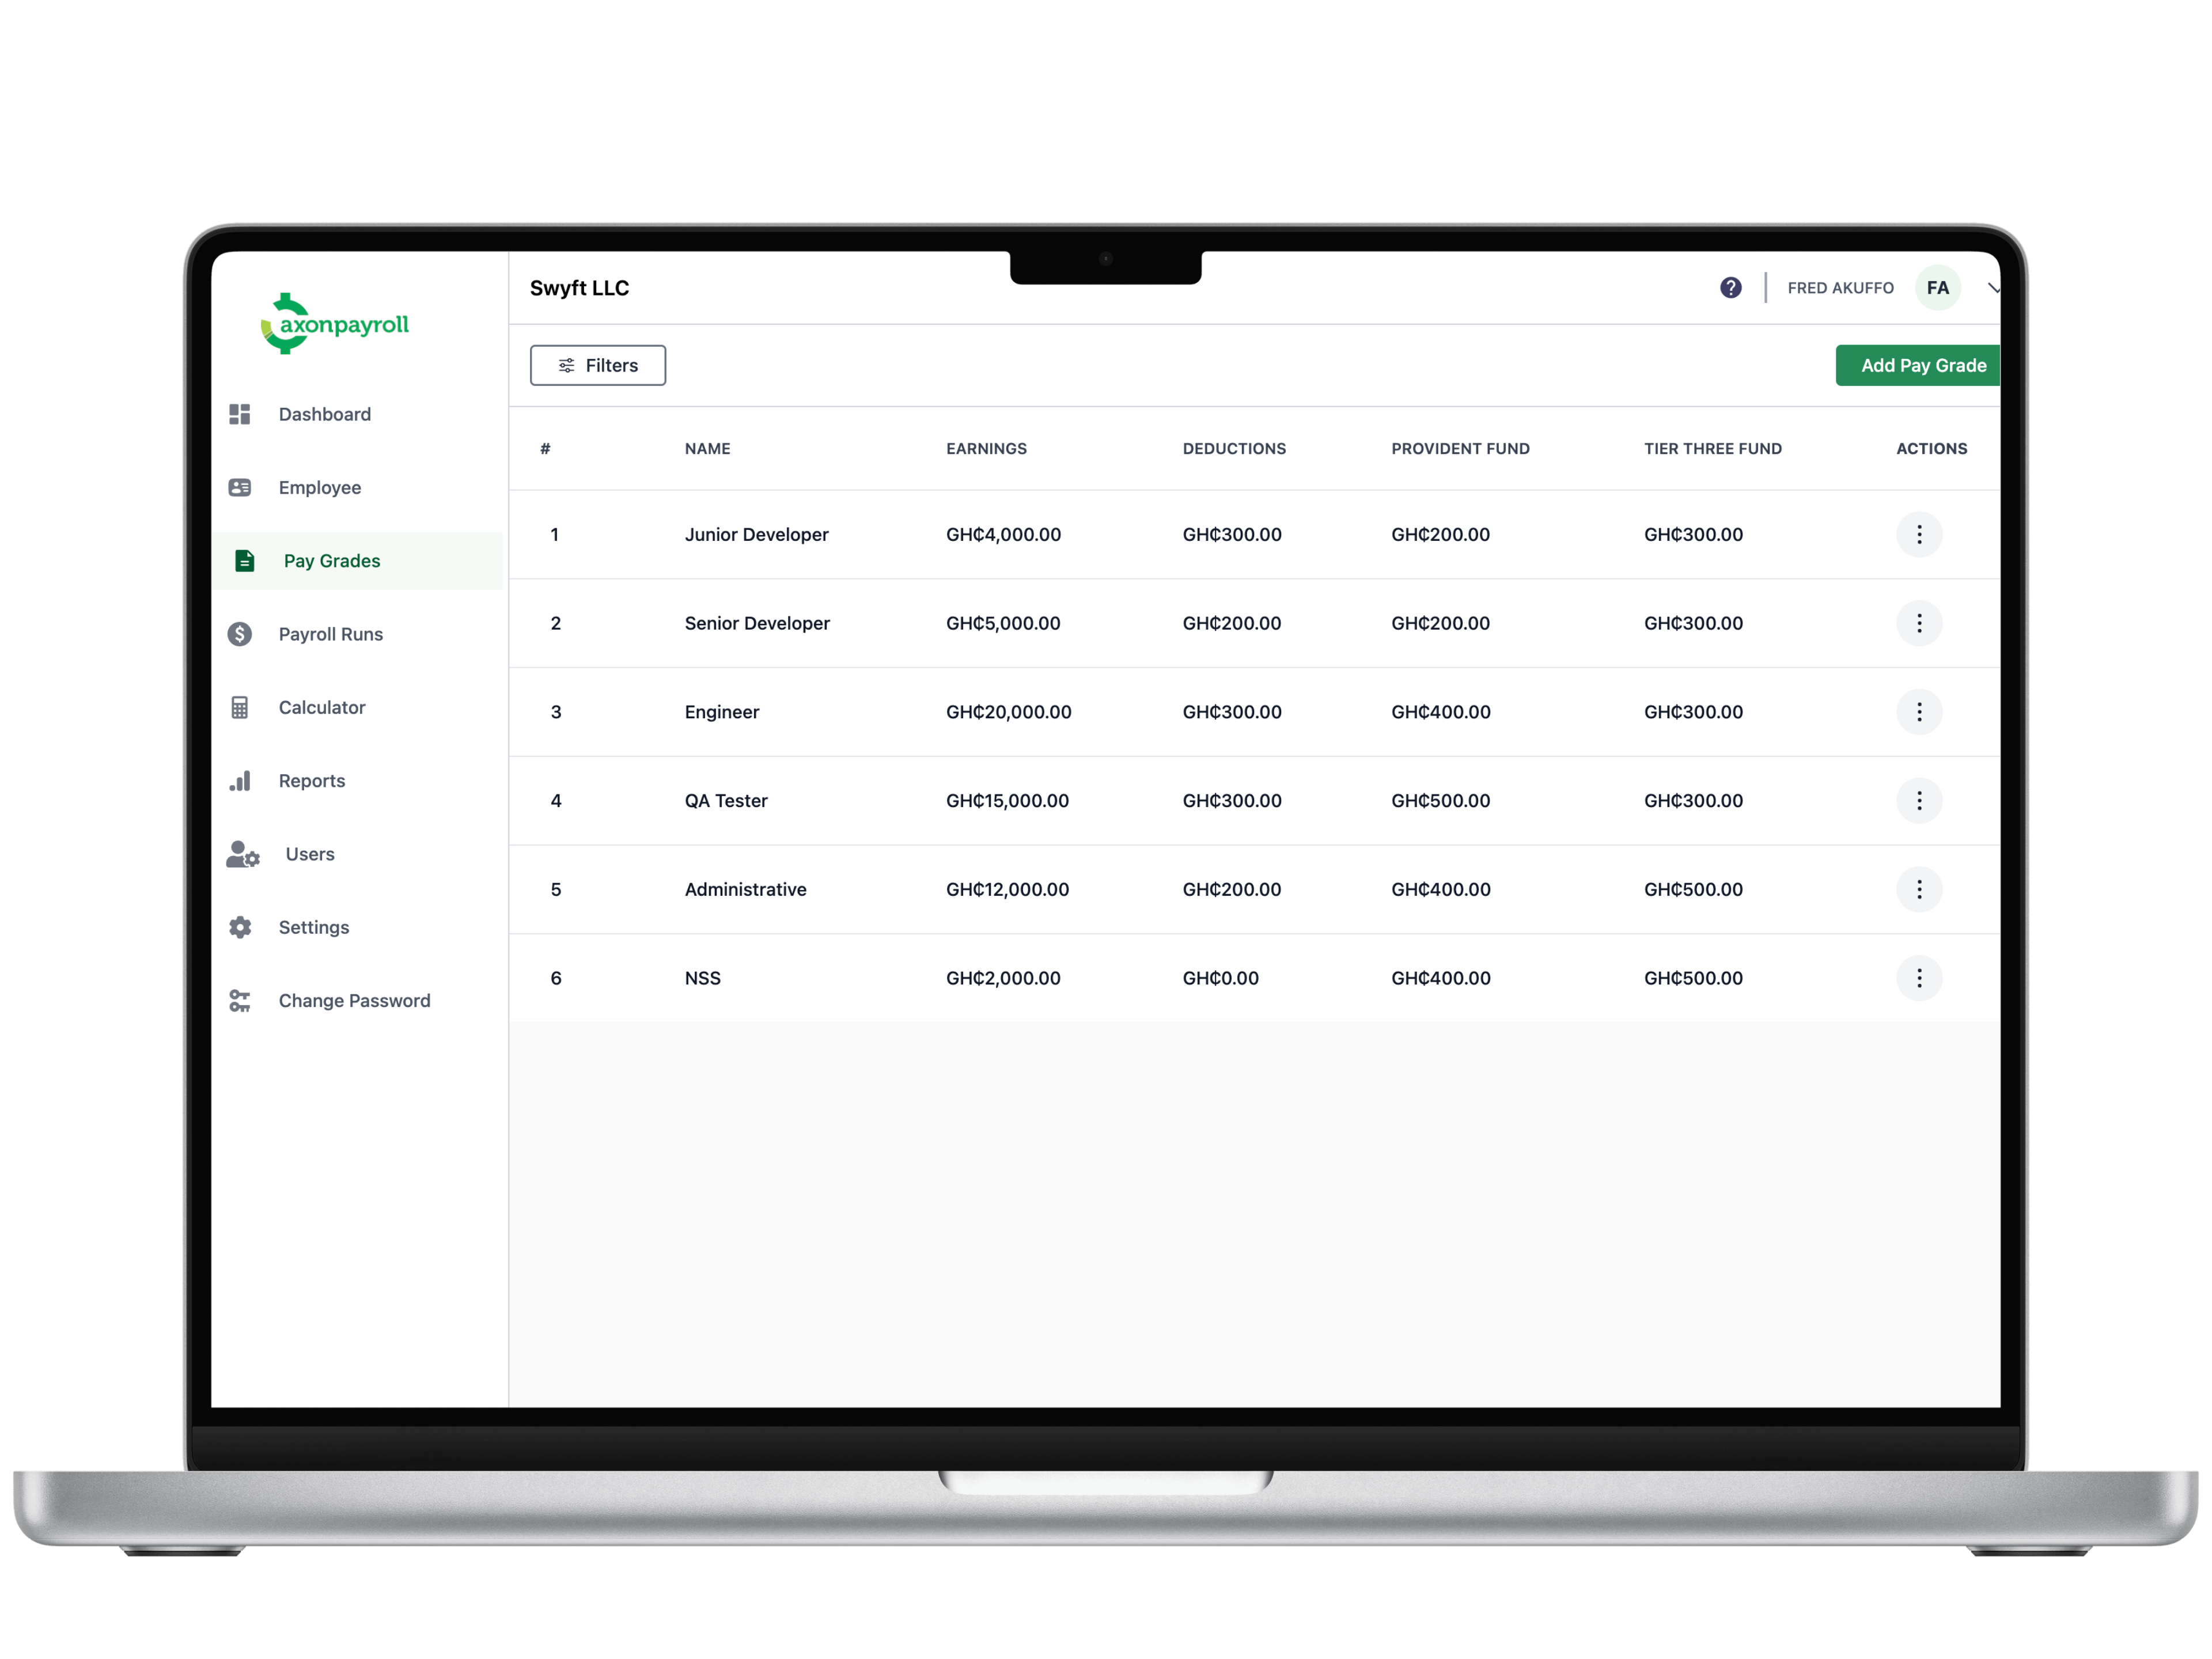 axonpayroll
Swyft LLC
? FRED AKUFFO FA
Filters
Add Pay Grade
Dashboard
Employee
Pay Grades
Payroll Runs
Calculator
Reports
Users
Settings
Change Password
# NAME EARNINGS DEDUCTIONS PROVIDENT FUND TIER THREE FUND ACTIONS
1 Junior Developer GH₵4,000.00 GH₵300.00 GH₵200.00 GH₵300.00
2 Senior Developer GH₵5,000.00 GH₵200.00 GH₵200.00 GH₵300.00
3 Engineer GH₵20,000.00 GH₵300.00 GH₵400.00 GH₵300.00
4 QA Tester GH₵15,000.00 GH₵300.00 GH₵500.00 GH₵300.00
5 Administrative GH₵12,000.00 GH₵200.00 GH₵400.00 GH₵500.00
6 NSS GH₵2,000.00 GH₵0.00 GH₵400.00 GH₵500.00